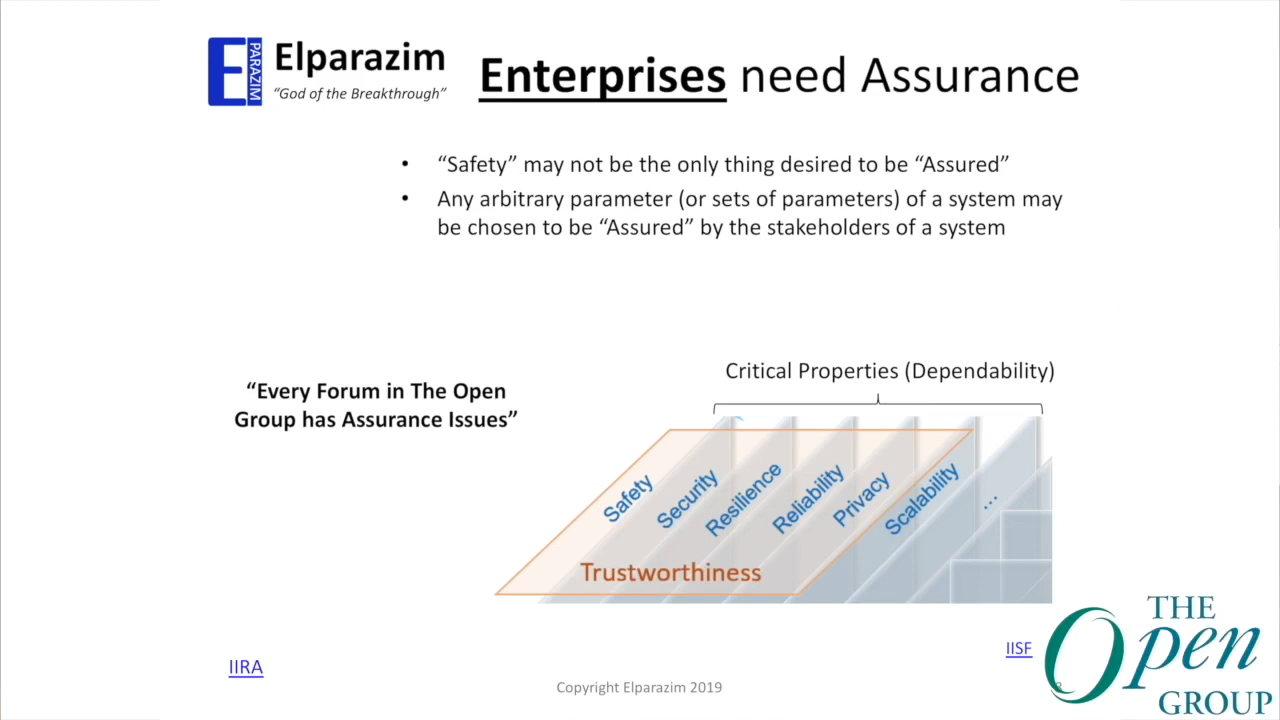 PARAZIM
E
Elparazim
“God of the Breakthrough”
Enterprises need Assurance
• “Safety” may not be the only thing desired to be “Assured”
• Any arbitrary parameter (or sets of parameters) of a system may
be chosen to be “Assured” by the stakeholders of a system
Critical Properties (Dependability)
“Every Forum in The Open
Group has Assurance Issues”
Safety
Security
Resilience
Reliability
Privacy
Scalability
...
Trustworthiness
IIRA
IISF
Copyright Elparazim 2019
THE
Open
GROUP